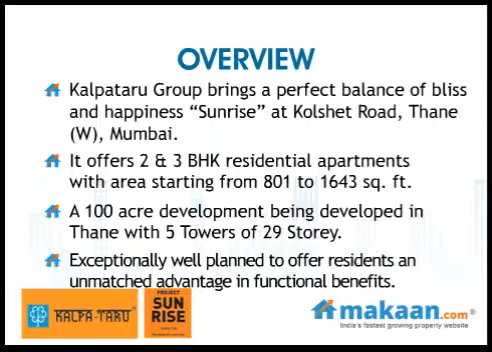 OVERVIEW
Kalpataru Group brings a perfect balance of bliss
and happiness “Sunrise” at Kolshet Road, Thane
(W), Mumbai.
It offers 2 & 3 BHK residential apartments
with area starting from 801 to 1643 sq. ft.
A 100 acre development being developed in
Thane with 5 Towers of 29 Storey.
Exceptionally well planned to offer residents an
unmatched advantage in functional benefits.
KALPA-TARU
PROJECT
SUN
RISE
makaan.com®
India's fastest growing property website